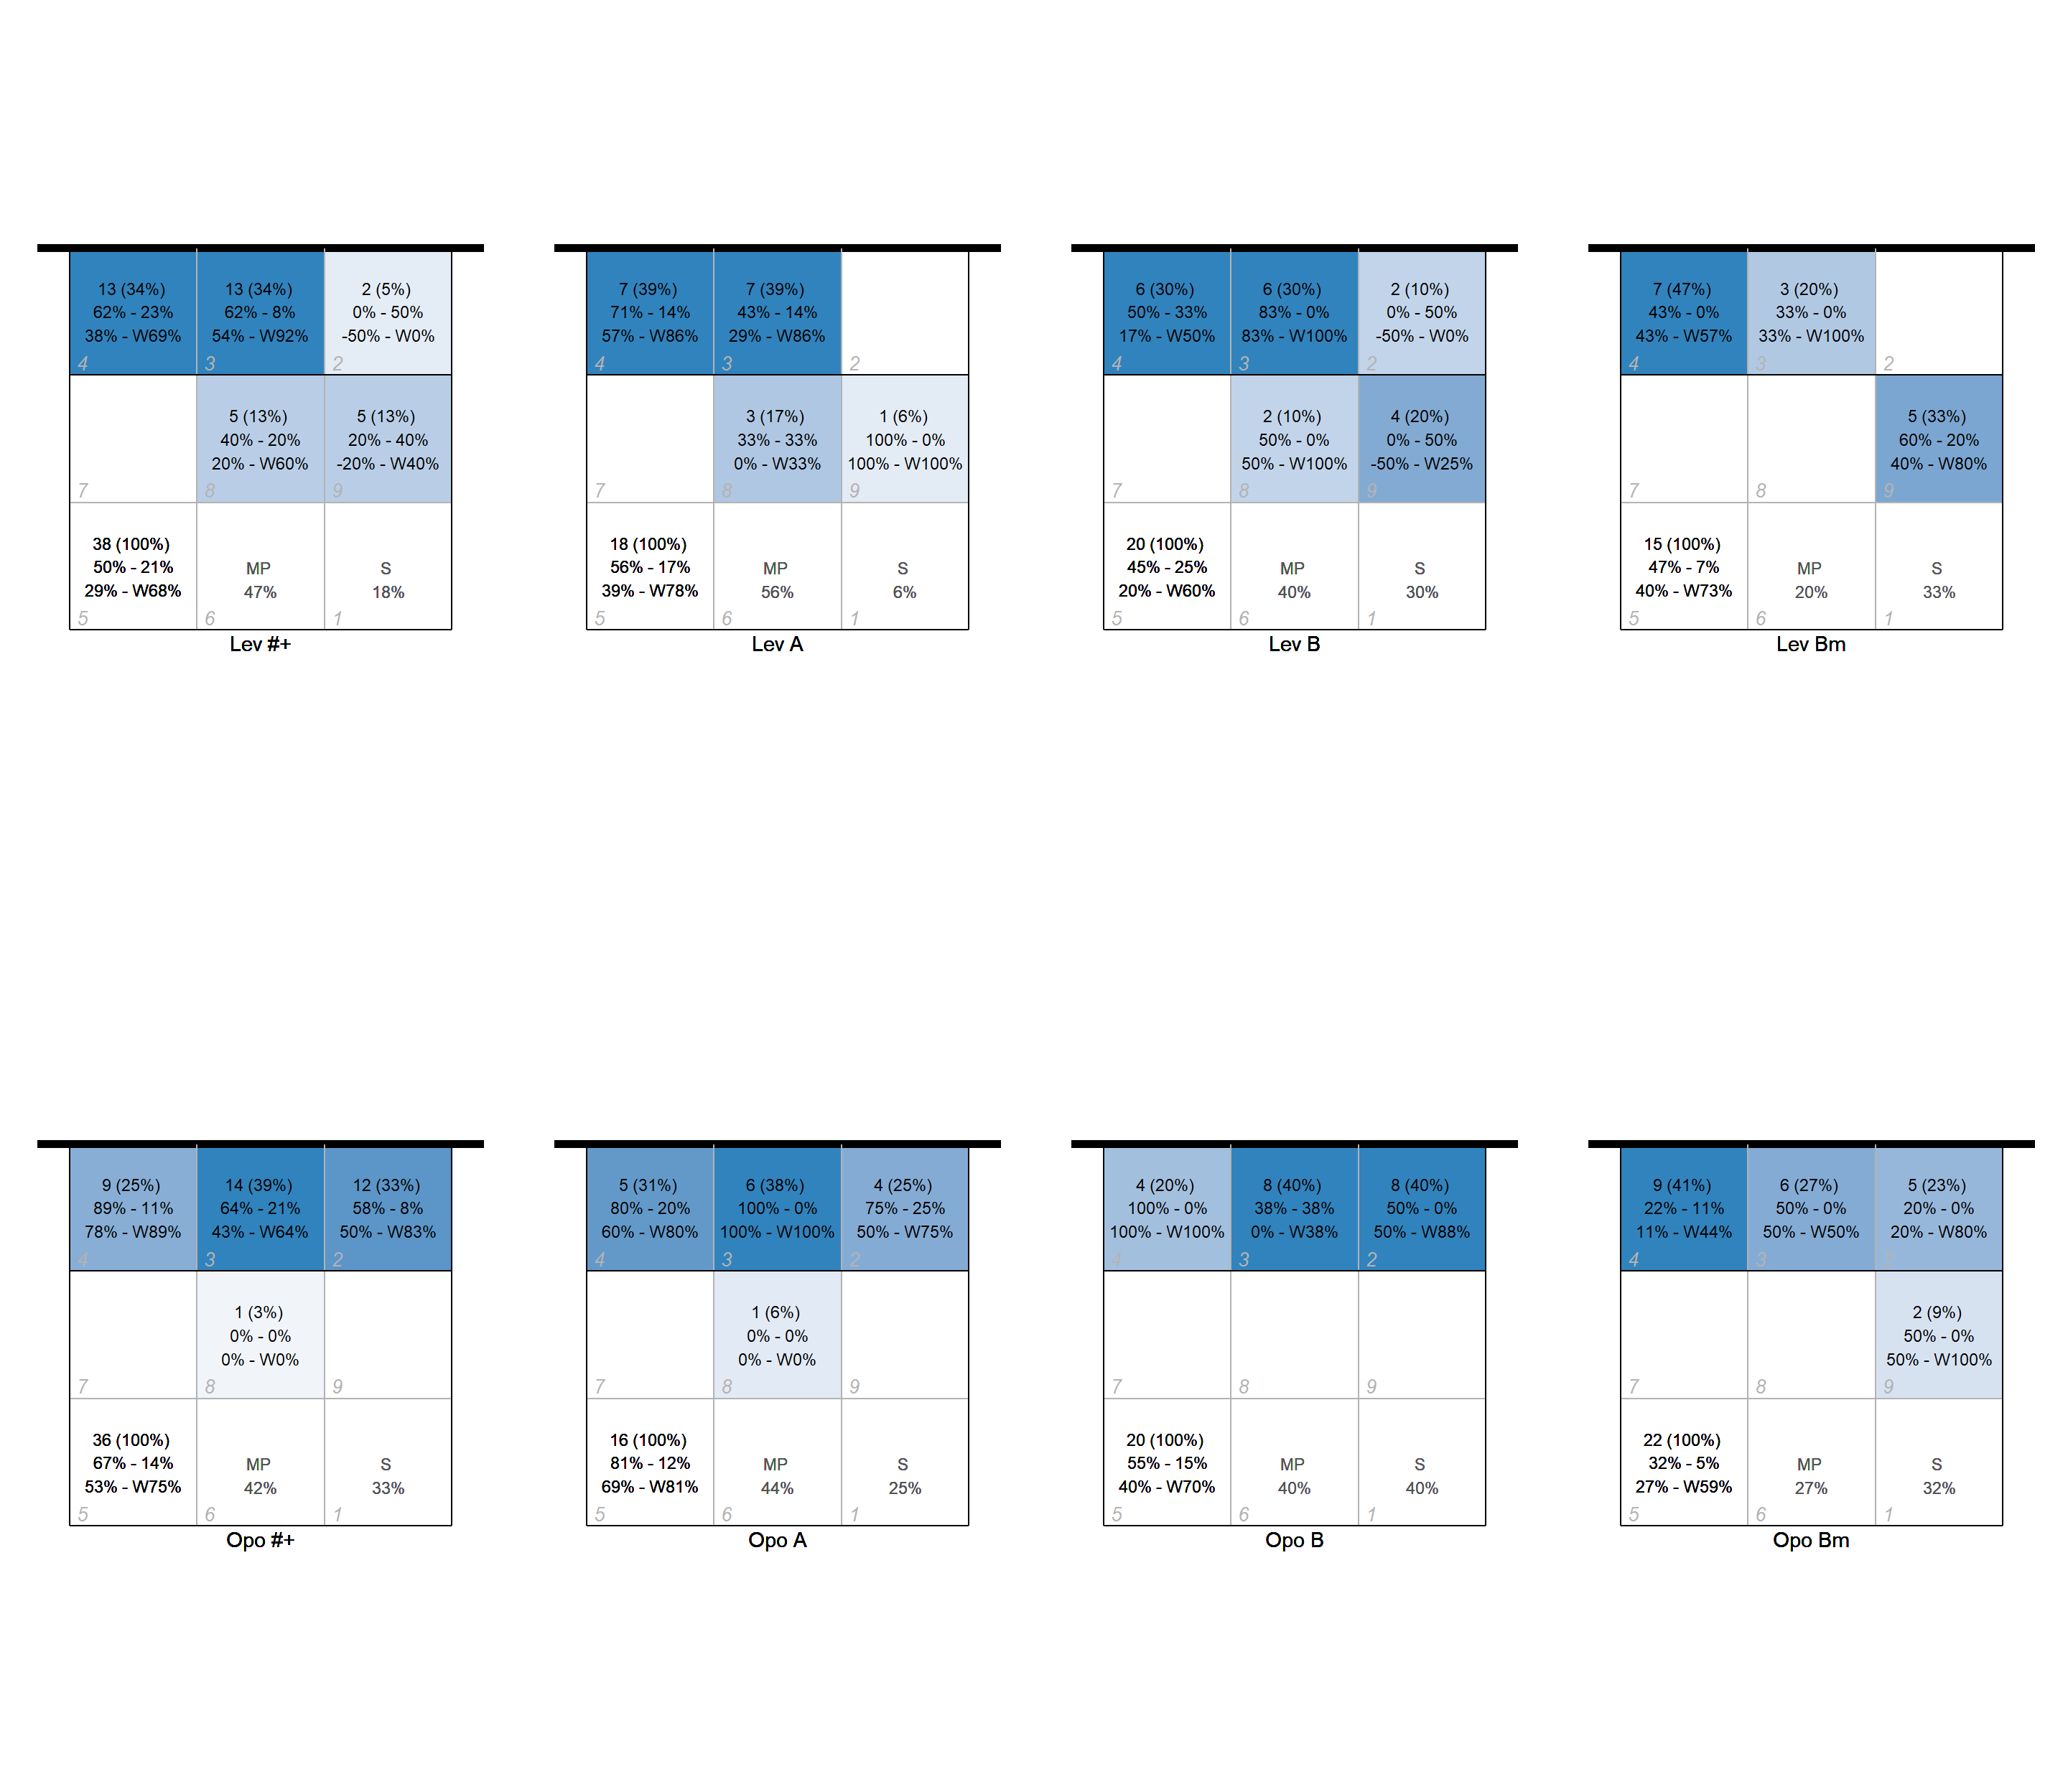 13 (34%)
62% - 23%
38% - W69%
4
13 (34%)
62% - 8%
54% - W92%
3
2 (5%)
0% - 50%
-50% - W0%
2
7
5 (13%)
40% - 20%
20% - W60%
8
5 (13%)
20% - 40%
-20% - W40%
9
38 (100%)
50% - 21%
29% - W68%
5
MP
47%
6
S
18%
1
Lev #+
7 (39%)
71% - 14%
57% - W86%
4
7 (39%)
43% - 14%
29% - W86%
3
2
7
3 (17%)
33% - 33%
0% - W33%
8
1 (6%)
100% - 0%
100% - W100%
9
18 (100%)
56% - 17%
39% - W78%
5
MP
56%
6
S
6%
1
Lev A
6 (30%)
50% - 33%
17% - W50%
4
6 (30%)
83% - 0%
83% - W100%
3
2 (10%)
0% - 50%
-50% - W0%
2
7
2 (10%)
50% - 0%
50% - W100%
8
4 (20%)
0% - 50%
-50% - W25%
9
20 (100%)
45% - 25%
20% - W60%
5
MP
40%
6
S
30%
1
Lev B
7 (47%)
43% - 0%
43% - W57%
4
3 (20%)
33% - 0%
33% - W100%
3
2
7
8
5 (33%)
60% - 20%
40% - W80%
9
15 (100%)
47% - 7%
40% - W73%
5
MP
20%
6
S
33%
1
Lev Bm
9 (25%)
89% - 11%
78% - W89%
4
14 (39%)
64% - 21%
43% - W64%
3
12 (33%)
58% - 8%
50% - W83%
2
7
1 (3%)
0% - 0%
0% - W0%
8
9
36 (100%)
67% - 14%
53% - W75%
5
MP
42%
6
S
33%
1
Opo #+
5 (31%)
80% - 20%
60% - W80%
4
6 (38%)
100% - 0%
100% - W100%
3
4 (25%)
75% - 25%
50% - W75%
2
7
1 (6%)
0% - 0%
0% - W0%
8
9
16 (100%)
81% - 12%
69% - W81%
5
MP
44%
6
S
25%
1
Opo A
4 (20%)
100% - 0%
100% - W100%
4
8 (40%)
38% - 38%
0% - W38%
3
8 (40%)
50% - 0%
50% - W88%
2
7
8
9
20 (100%)
55% - 15%
40% - W70%
5
MP
40%
6
S
40%
1
Opo B
9 (41%)
22% - 11%
11% - W44%
4
6 (27%)
50% - 0%
50% - W50%
3
5 (23%)
20% - 0%
20% - W80%
2
7
8
2 (9%)
50% - 0%
50% - W100%
9
22 (100%)
32% - 5%
27% - W59%
5
MP
27%
6
S
32%
1
Opo Bm